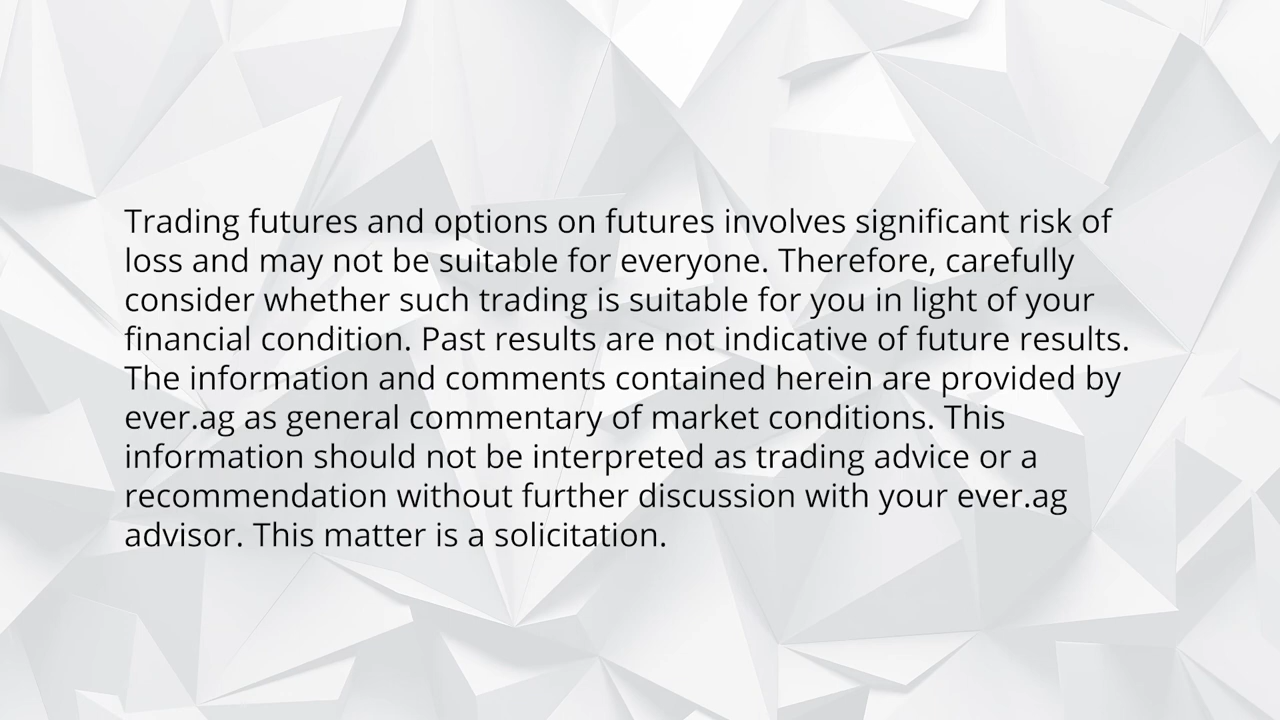 Trading futures and options on futures involves significant risk of
loss and may not be suitable for everyone. Therefore, carefully
consider whether such trading is suitable for you in light of your
financial condition. Past results are not indicative of future results.
The information and comments contained herein are provided by
ever.ag as general commentary of market conditions. This
information should not be interpreted as trading advice or a
recommendation without further discussion with your ever.ag
advisor. This matter is a solicitation.